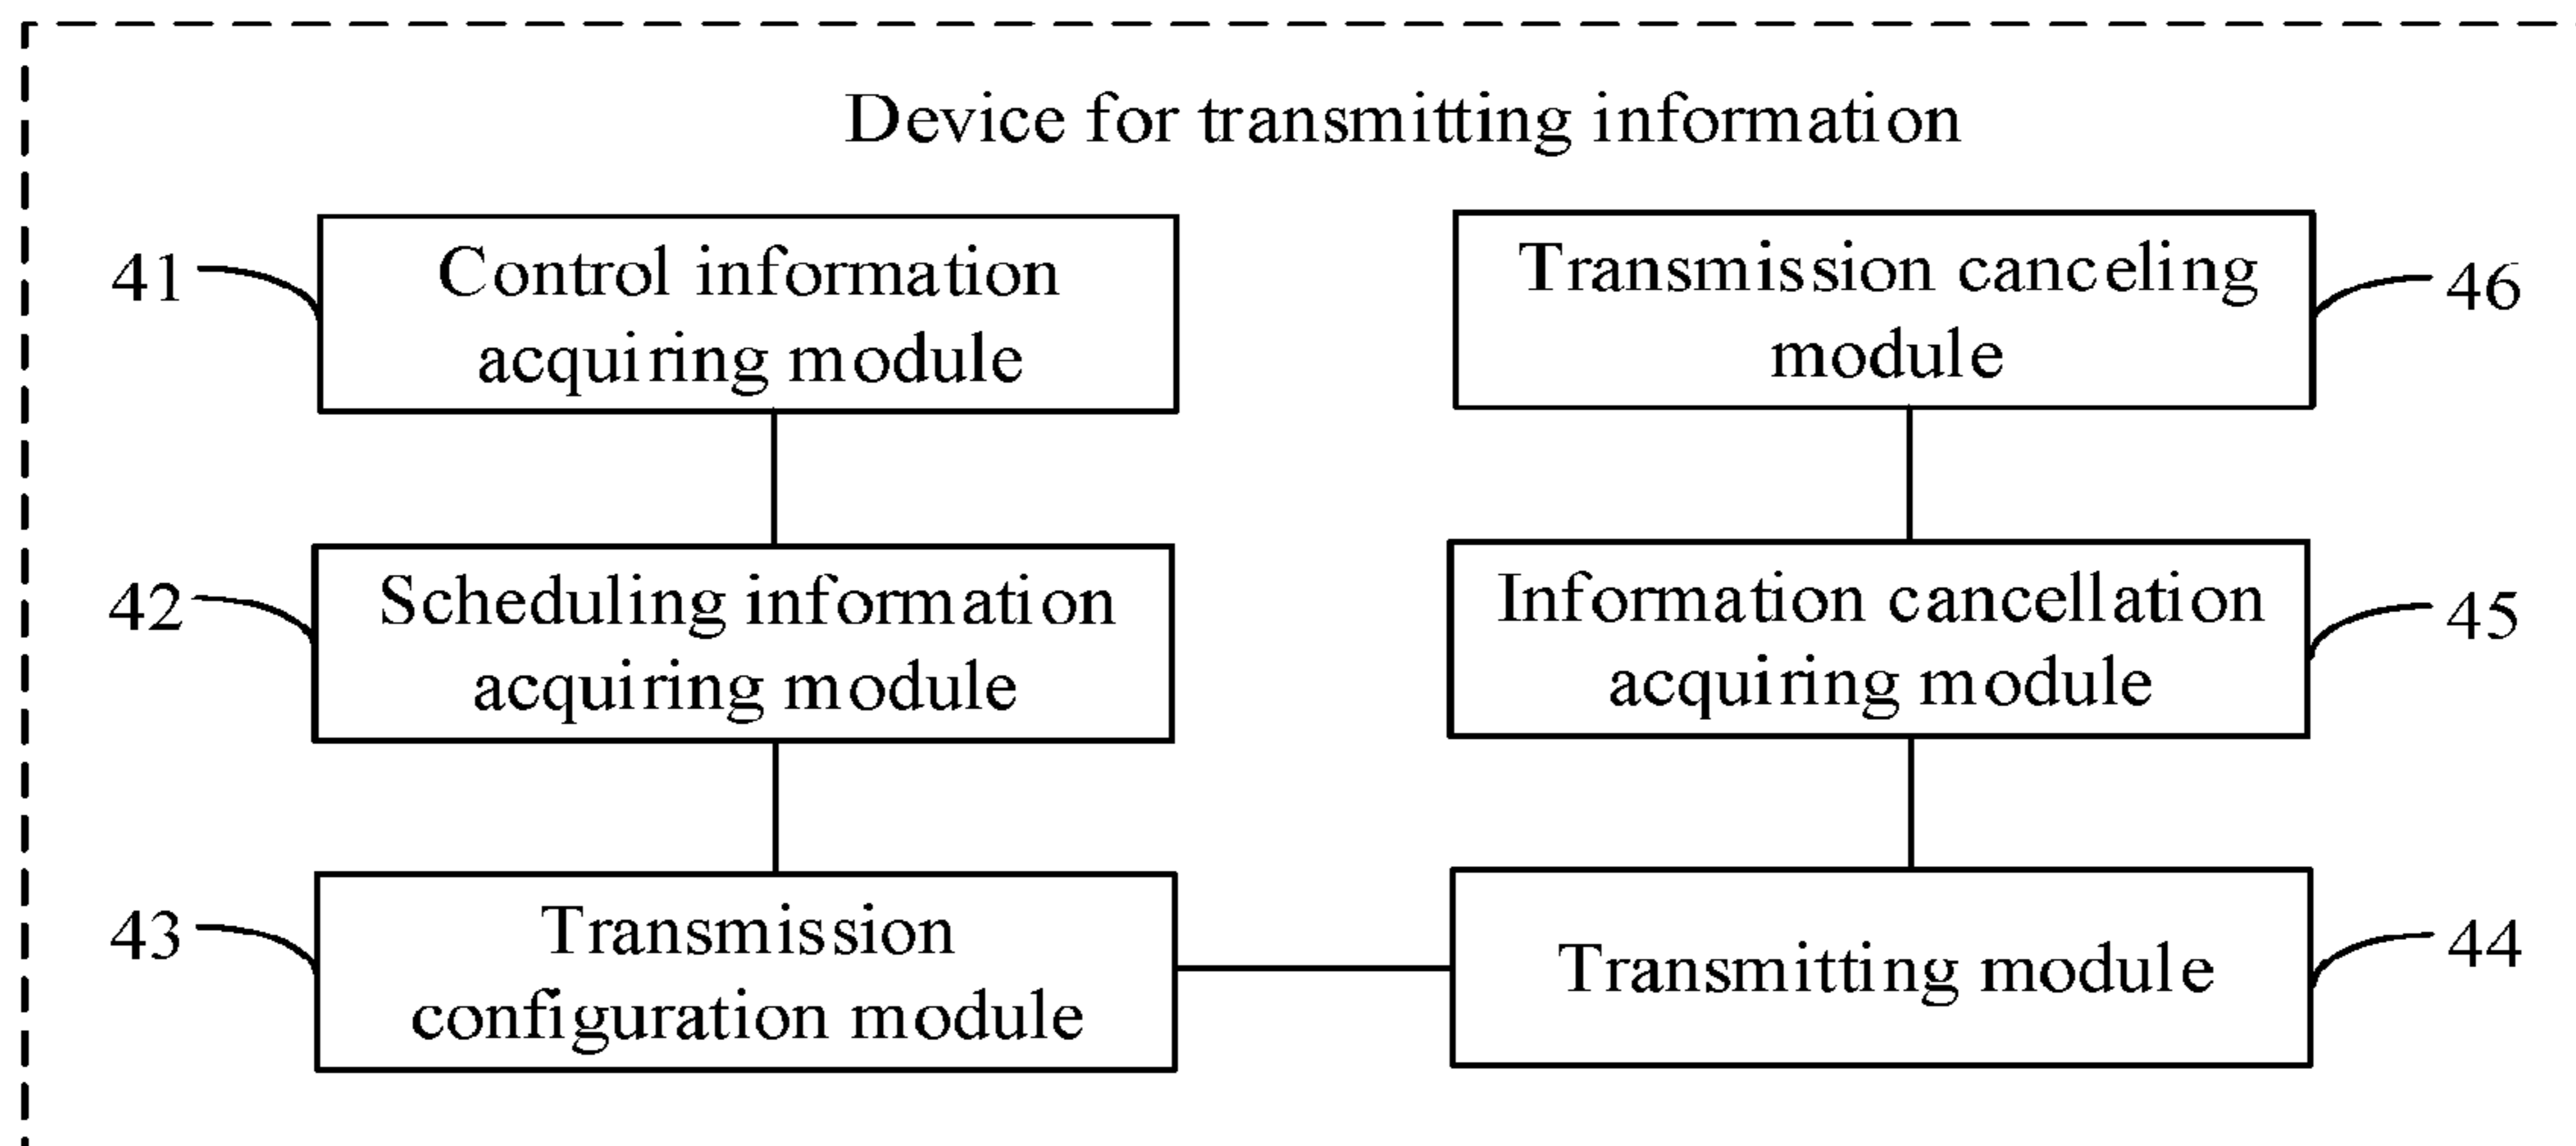 Device for transmitting information
41
Control information
acquiring module
Transmission canceling
module
46
42
Scheduling information
acquiring module
Information cancellation
acquiring module
45
43
Transmission
configuration module
Transmitting module
44